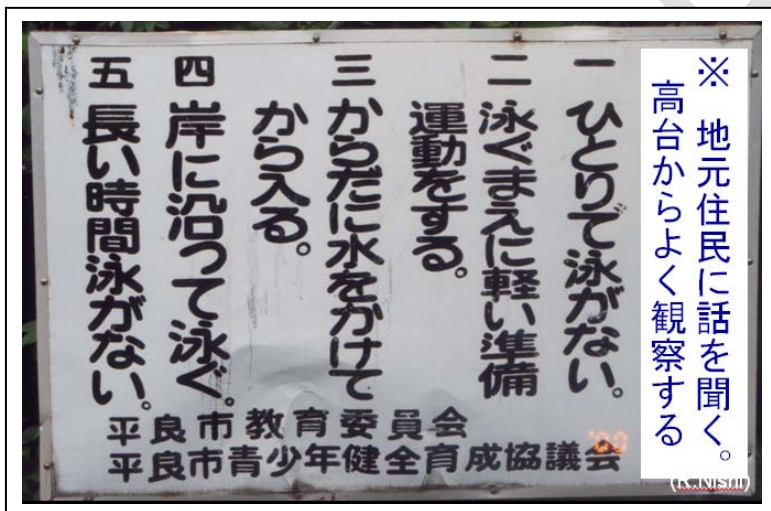 ※ 地元住民に話を聞く。
高台からよく観察する
一 ひとりで泳がない。
二 泳ぐまえに軽い準備
運動をする。
三 からだに水をかけて
から入る。
四 岸に沿って泳ぐ。
五 長い時間泳がない。
平良市教育委員会
平良市青少年健全育成協議会
'00
(K.Nishi)